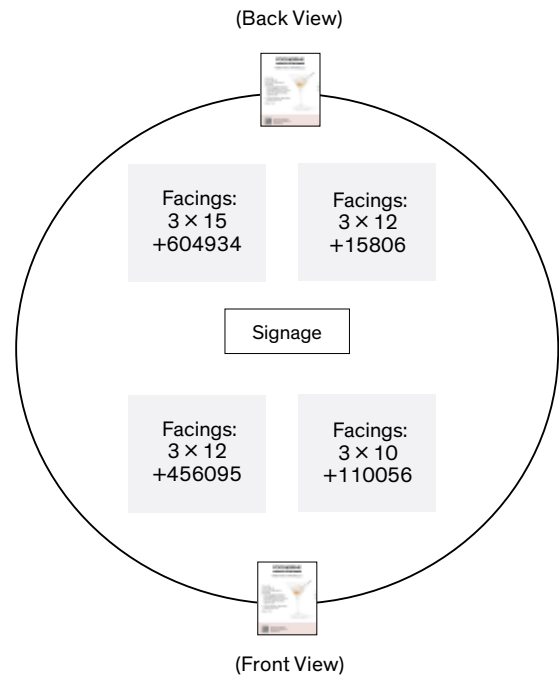 (Back View)
Facings:
3 × 15
+604934
Facings:
3 × 12
+15806
Signage
Facings:
3 × 12
+456095
Facings:
3 × 10
+110056
(Front View)